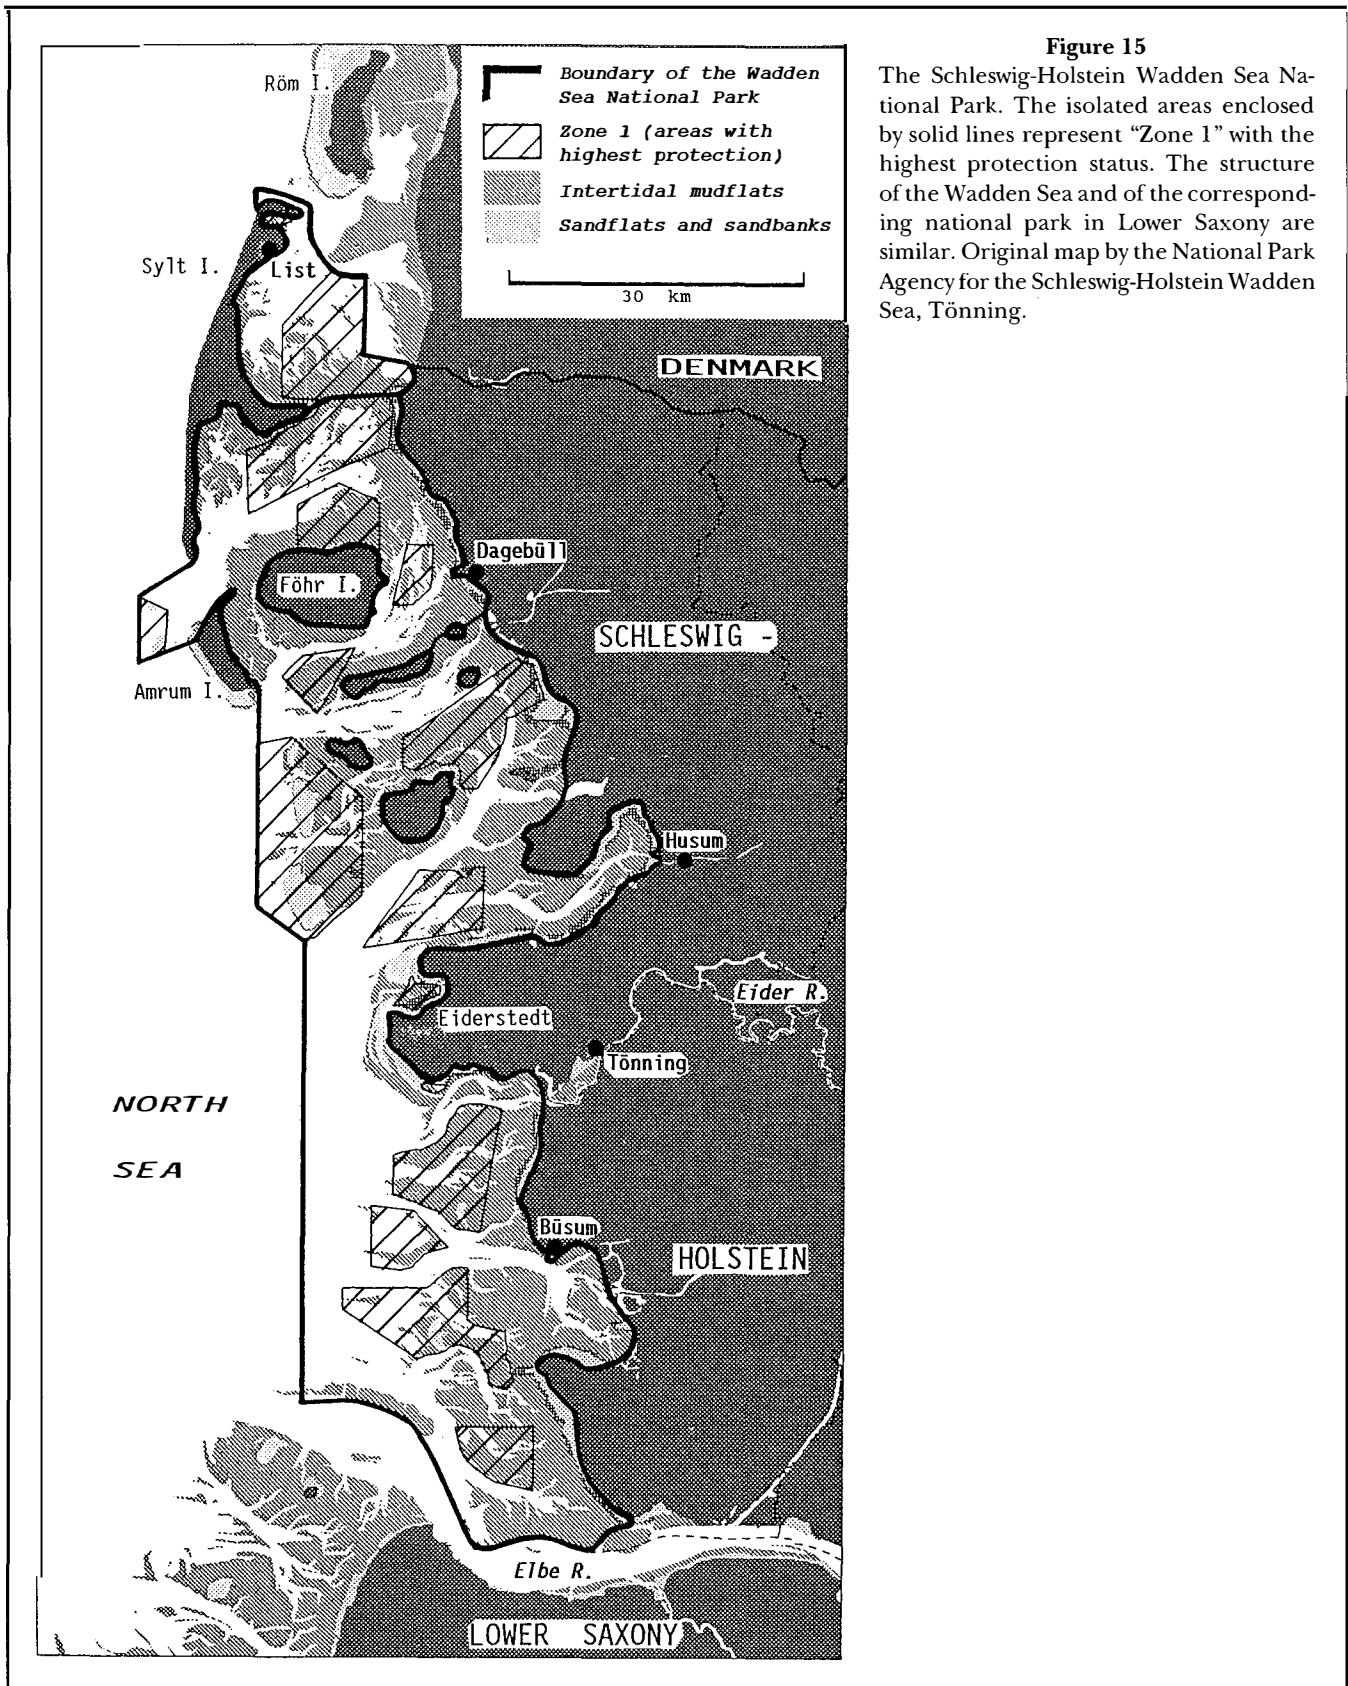 Röm I.
Boundary of the Wadden
Sea National Park
Zone 1 (areas with
highest protection)
Intertidal mudflats
Sandflats and sandbanks
30 km
Sylt I.
List
DENMARK
Dagebüll
Föhr I.
SCHLESWIG -
Amrum I.
Husum
Eider R.
Eiderstedt
Tönning
NORTH
SEA
Büsum
HOLSTEIN
Elbe R.
LOWER SAXONY
Figure 15
The Schleswig-Holstein Wadden Sea Na-
tional Park. The isolated areas enclosed
by solid lines represent “Zone 1” with the
highest protection status. The structure
of the Wadden Sea and of the correspond-
ing national park in Lower Saxony are
similar. Original map by the National Park
Agency for the Schleswig-Holstein Wadden
Sea, Tönning.